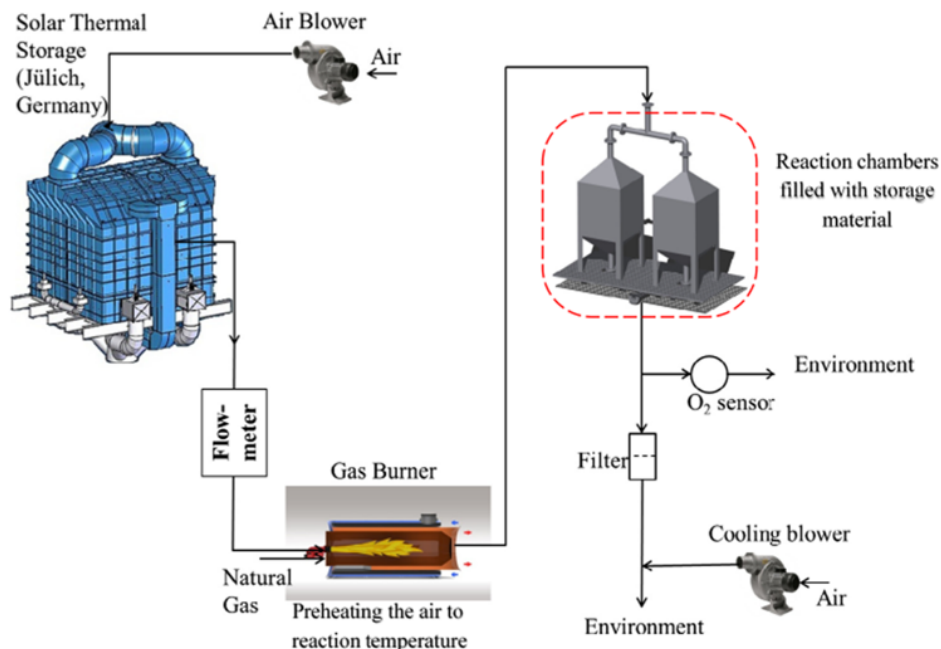 Solar Thermal
Storage
(Jülich,
Germany)
Air Blower
Air
Reaction chambers
filled with storage
material
Environment
O₂ sensor
Flow-
meter
Filter
Gas Burner
Cooling blower
Natural
Gas
Air
Preheating the air to
reaction temperature
Environment